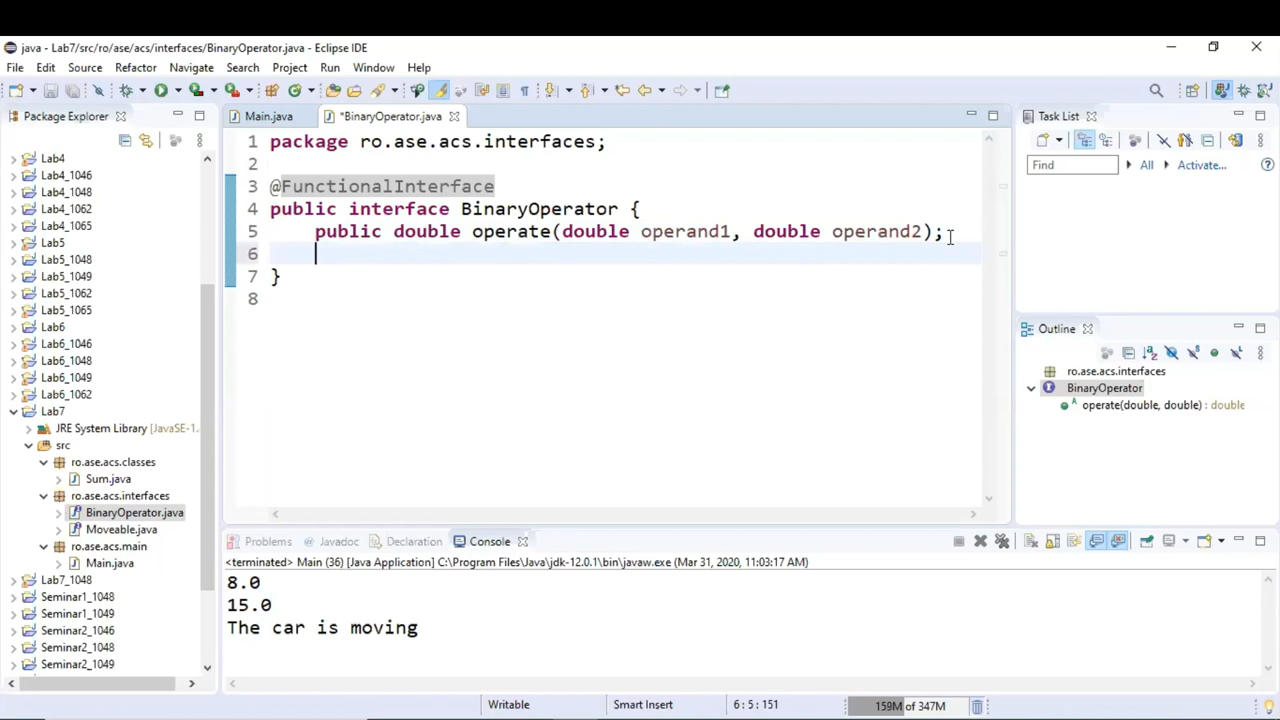 java - Lab7/src/ro/ase/acs/interfaces/BinaryOperator.java - Eclipse IDE
File Edit Source Refactor Navigate Search Project Run Window Help
Package Explorer
Main.java
*BinaryOperator.java
Task List
Find
All
Activate...
Lab4
Lab4_1046
Lab4_1048
Lab4_1062
Lab4_1065
Lab5
Lab5_1048
Lab5_1049
Lab5_1062
Lab5_1065
Lab6
Lab6_1046
Lab6_1048
Lab6_1049
Lab6_1062
Lab7
JRE System Library [JavaSE-1.
src
ro.ase.acs.classes
Sum.java
ro.ase.acs.interfaces
BinaryOperator.java
Moveable.java
ro.ase.acs.main
Main.java
Lab7_1048
Seminar1_1048
Seminar1_1049
Seminar2_1046
Seminar2_1048
Seminar2_1049
1 package ro.ase.acs.interfaces;
2
3 @FunctionalInterface
4 public interface BinaryOperator {
5 public double operate(double operand1, double operand2);
6
7 }
8
Outline
ro.ase.acs.interfaces
BinaryOperator
operate(double, double) : double
Problems Javadoc Declaration Console
<terminated> Main (36) [Java Application] C:\Program Files\Java\jdk-12.0.1\bin\javaw.exe (Mar 31, 2020, 11:03:17 AM)
8.0
15.0
The car is moving
Writable
Smart Insert
6 : 5 : 151
159M of 347M